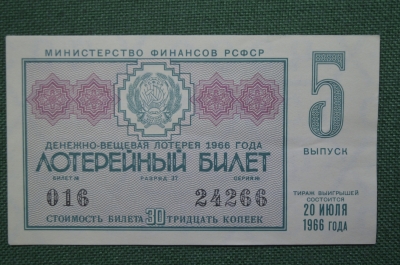 МИНИСТЕРСТВО ФИНАНСОВ РСФСР
5
ВЫПУСК
ДЕНЕЖНО-ВЕЩЕВАЯ ЛОТЕРЕЯ 1966 ГОДА
ЛОТЕРЕЙНЫЙ БИЛЕТ
БИЛЕТ № РАЗРЯД 37 СЕРИЯ №
016 24266
СТОИМОСТЬ БИЛЕТА 30 ТРИДЦАТЬ КОПЕЕК
ТИРАЖ ВЫИГРЫШЕЙ
СОСТОИТСЯ
20 ИЮЛЯ
1966 ГОДА